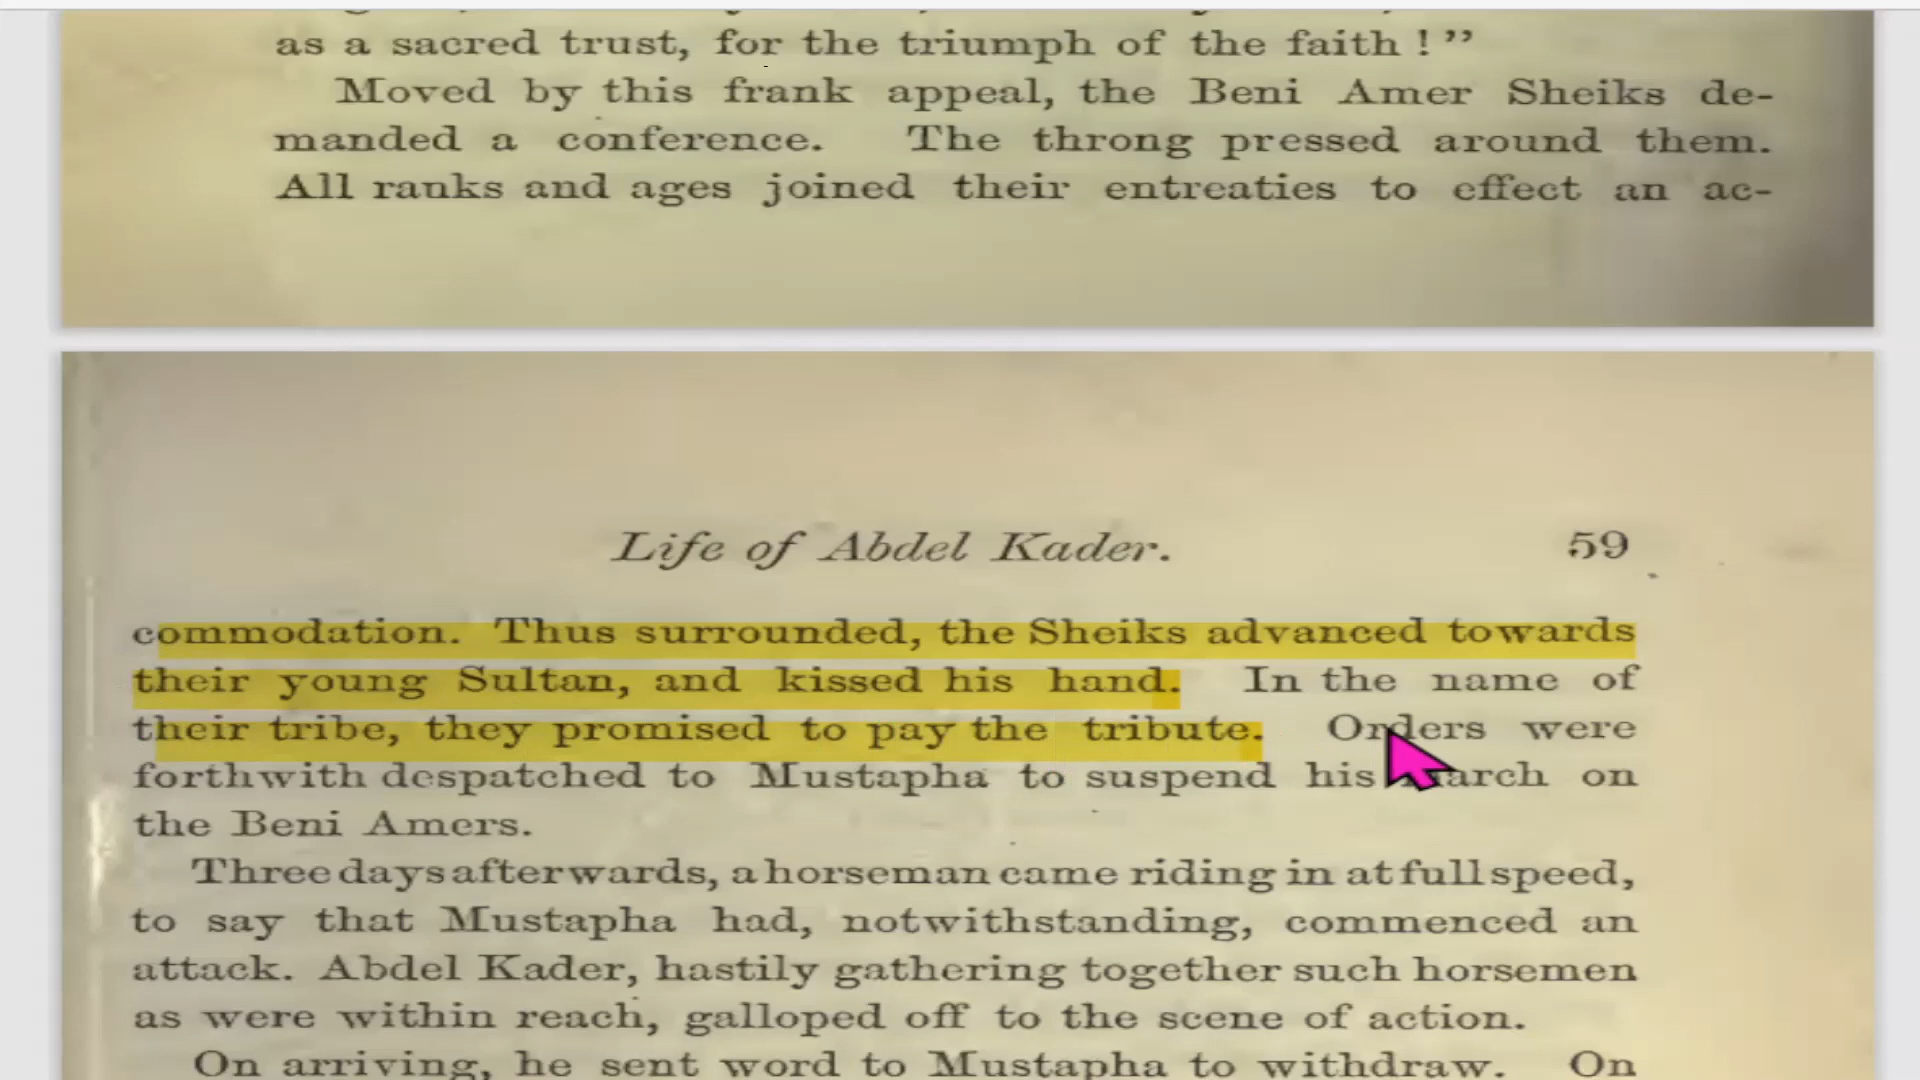 as a sacred trust, for the triumph of the faith ! ”
Moved by this frank appeal, the Beni Amer Sheiks de-
manded a conference. The throng pressed around them.
All ranks and ages joined their entreaties to effect an ac-
Life of Abdel Kader. 59
commodation. Thus surrounded, the Sheiks advanced towards
their young Sultan, and kissed his hand. In the name of
their tribe, they promised to pay the tribute. Orders were
forthwith despatched to Mustapha to suspend his march on
the Beni Amers.
Three days afterwards, a horseman came riding in at full speed,
to say that Mustapha had, notwithstanding, commenced an
attack. Abdel Kader, hastily gathering together such horsemen
as were within reach, galloped off to the scene of action.
On arriving, he sent word to Mustapha to withdraw. On